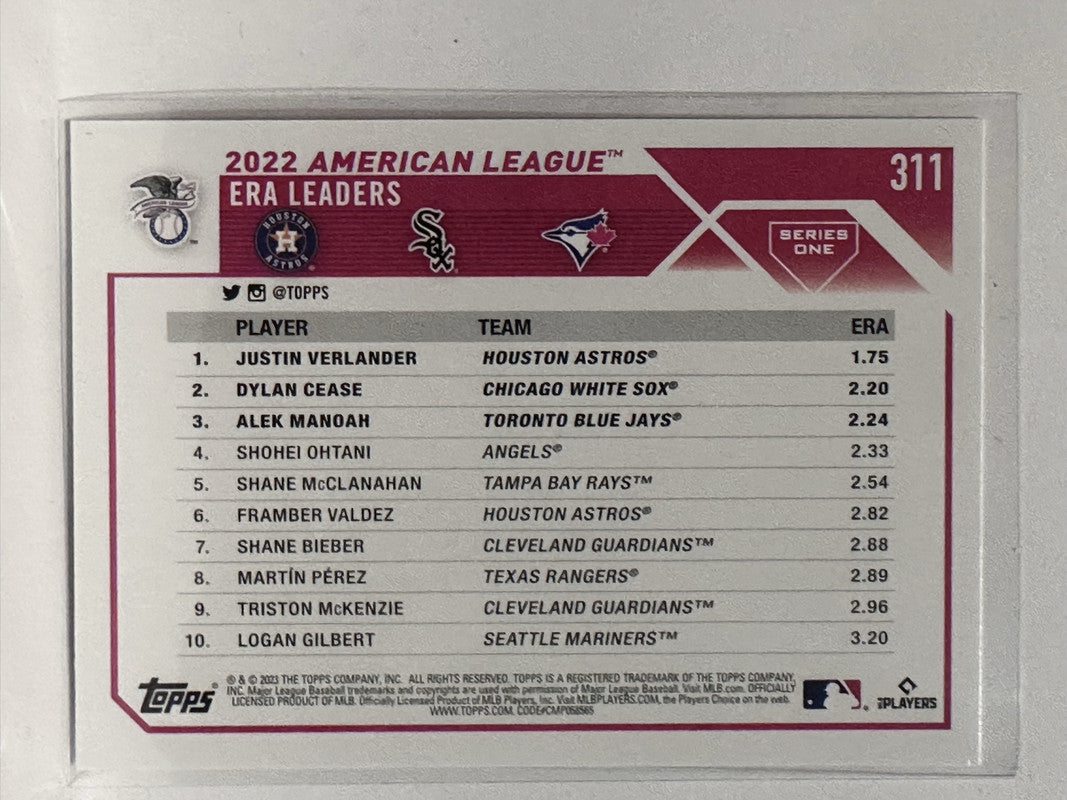 2022 AMERICAN LEAGUE™
311
ERA LEADERS
AMERICAN LEAGUE
HOUSTON
ASTROS
H
Sox
SERIES
ONE
@TOPPS
PLAYER TEAM ERA
1. JUSTIN VERLANDER HOUSTON ASTROS® 1.75
2. DYLAN CEASE CHICAGO WHITE SOX® 2.20
3. ALEK MANOAH TORONTO BLUE JAYS® 2.24
4. SHOHEI OHTANI ANGELS® 2.33
5. SHANE McCLANAHAN TAMPA BAY RAYS™ 2.54
6. FRAMBER VALDEZ HOUSTON ASTROS® 2.82
7. SHANE BIEBER CLEVELAND GUARDIANS™ 2.88
8. MARTÍN PÉREZ TEXAS RANGERS® 2.89
9. TRISTON McKENZIE CLEVELAND GUARDIANS™ 2.96
10. LOGAN GILBERT SEATTLE MARINERS™ 3.20
® & © 2023 THE TOPPS COMPANY, INC. ALL RIGHTS RESERVED. TOPPS IS A REGISTERED TRADEMARK OF THE TOPPS COMPANY,
INC. Major League Baseball trademarks and copyrights are used with permission of Major League Baseball. Visit MLB.com. OFFICIALLY
LICENSED PRODUCT OF MLB. Officially Licensed Product of MLB Players, Inc. Visit MLBPLAYERS.COM, the Players Choice on the web.
WWW.TOPPS.COM. CODE#CMP068565
Topps®
PLAYERS